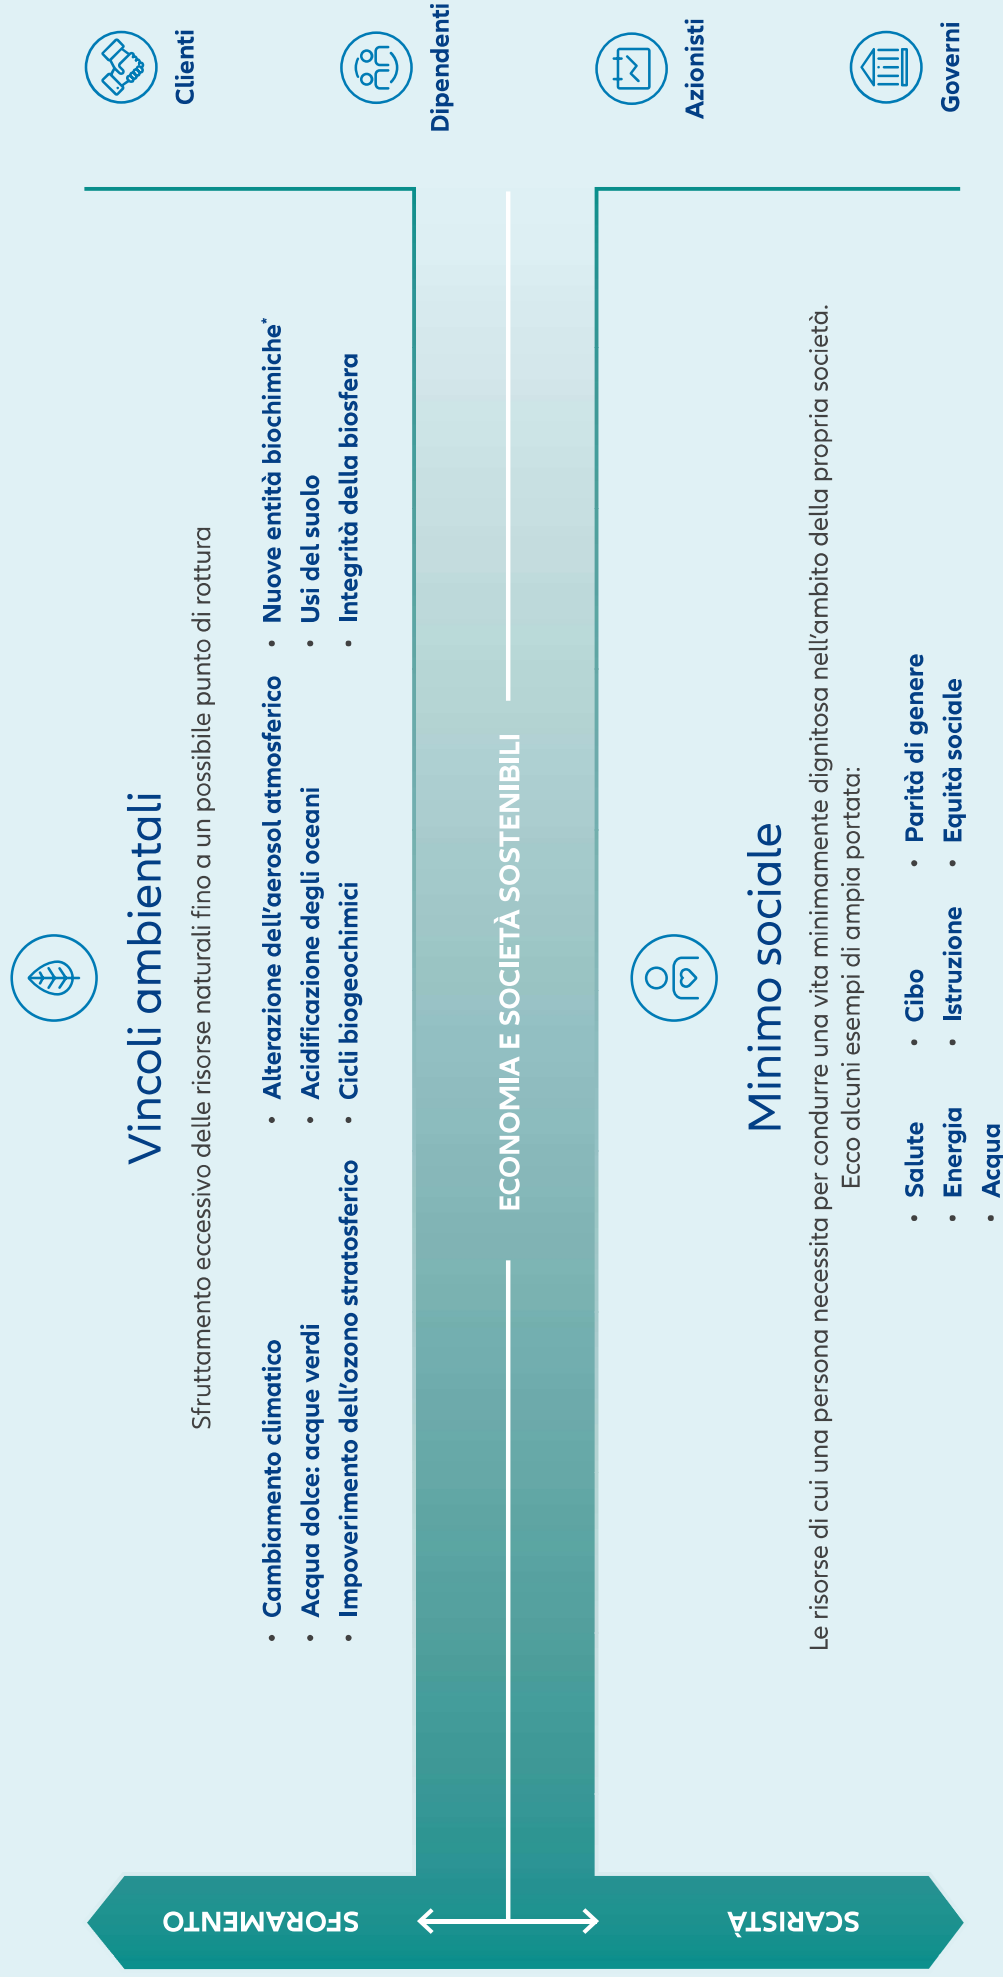 Vincoli ambientali
Sfruttamento eccessivo delle risorse naturali fino a un possibile punto di rottura
• Cambiamento climatico
• Acqua dolce: acque verdi
• Impoverimento dell’ozono stratosferico
• Alterazione dell’aerosol atmosferico
• Acidificazione degli oceani
• Cicli biogeochimici
• Nuove entità biochimiche*
• Usi del suolo
• Integrità della biosfera
SFORAMENTO
ECONOMIA E SOCIETÀ SOSTENIBILI
SCARISTÀ
Minimo sociale
Le risorse di cui una persona necessita per condurre una vita minimamente dignitosa nell’ambito della propria società.
Ecco alcuni esempi di ampia portata:
• Salute
• Energia
• Acqua
• Cibo
• Istruzione
• Parità di genere
• Equità sociale
Clienti
Dipendenti
Azionisti
Governi